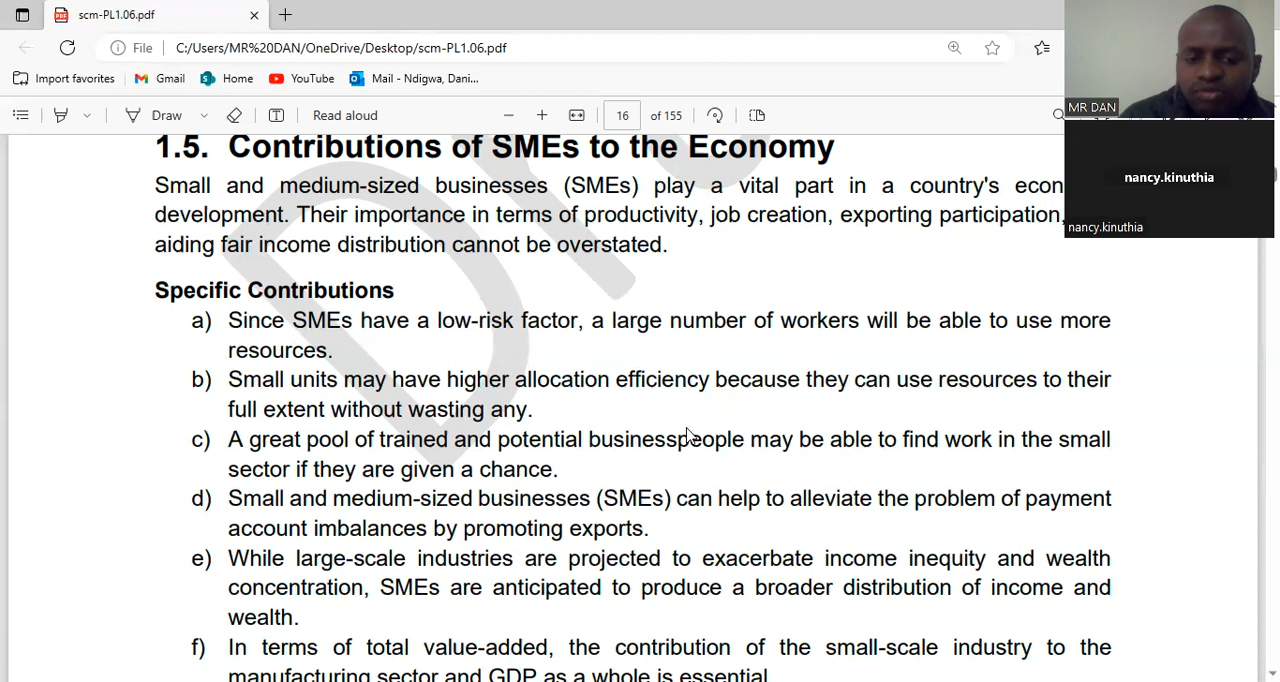 scm-PL1.06.pdf
File C:/Users/MR%20DAN/OneDrive/Desktop/scm-PL1.06.pdf
Import favorites Gmail Home YouTube Mail - Ndigwa, Dani...
Draw Read aloud 16 of 155
MR DAN
nancy.kinuthia
nancy.kinuthia
1.5. Contributions of SMEs to the Economy
Small and medium-sized businesses (SMEs) play a vital part in a country's econ
development. Their importance in terms of productivity, job creation, exporting participation,
aiding fair income distribution cannot be overstated.
Specific Contributions
a) Since SMEs have a low-risk factor, a large number of workers will be able to use more
resources.
b) Small units may have higher allocation efficiency because they can use resources to their
full extent without wasting any.
c) A great pool of trained and potential businesspeople may be able to find work in the small
sector if they are given a chance.
d) Small and medium-sized businesses (SMEs) can help to alleviate the problem of payment
account imbalances by promoting exports.
e) While large-scale industries are projected to exacerbate income inequity and wealth
concentration, SMEs are anticipated to produce a broader distribution of income and
wealth.
f) In terms of total value-added, the contribution of the small-scale industry to the
manufacturing sector and GDP as a whole is essential